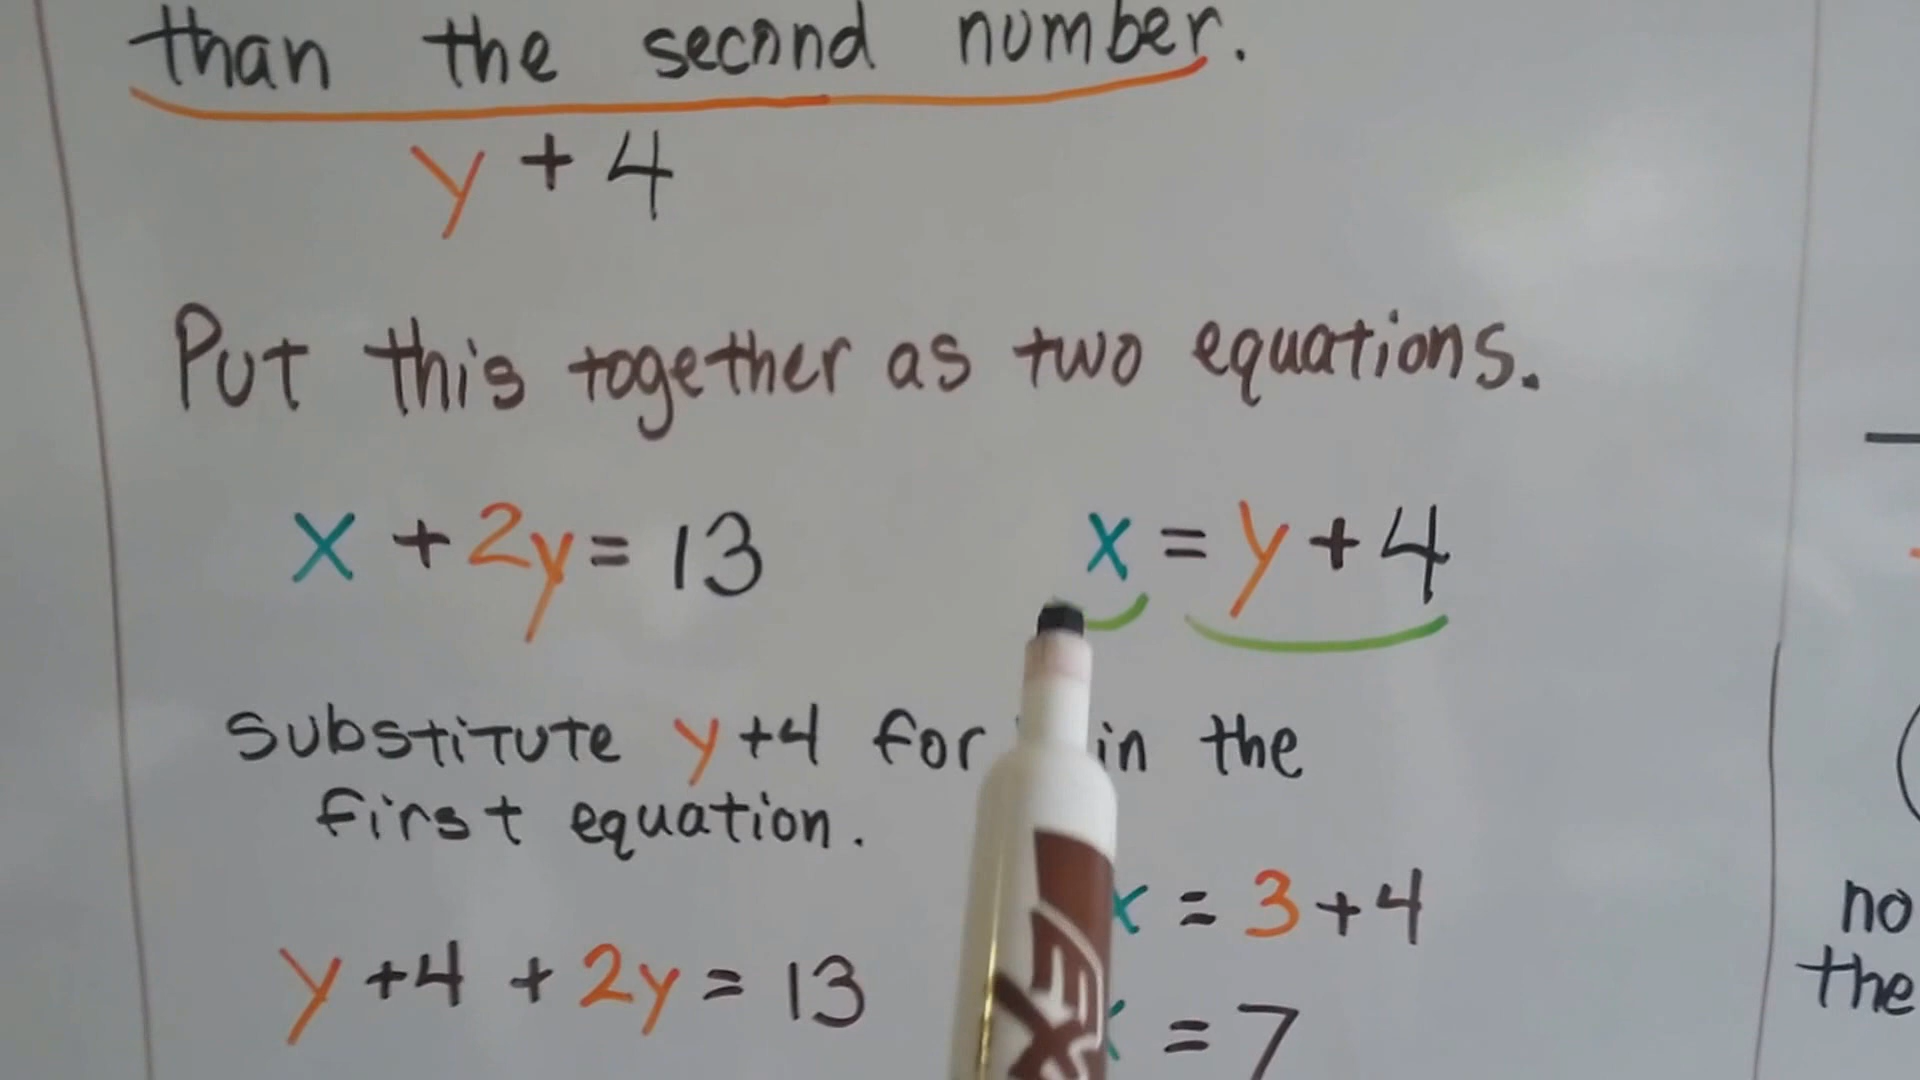 than the second number.
y + 4
Put this together as two equations.
x + 2y = 13
x = y + 4
substitute y + 4 for in the
first equation.
x = 3 + 4
y + 4 + 2y = 13
x = 7
no
the